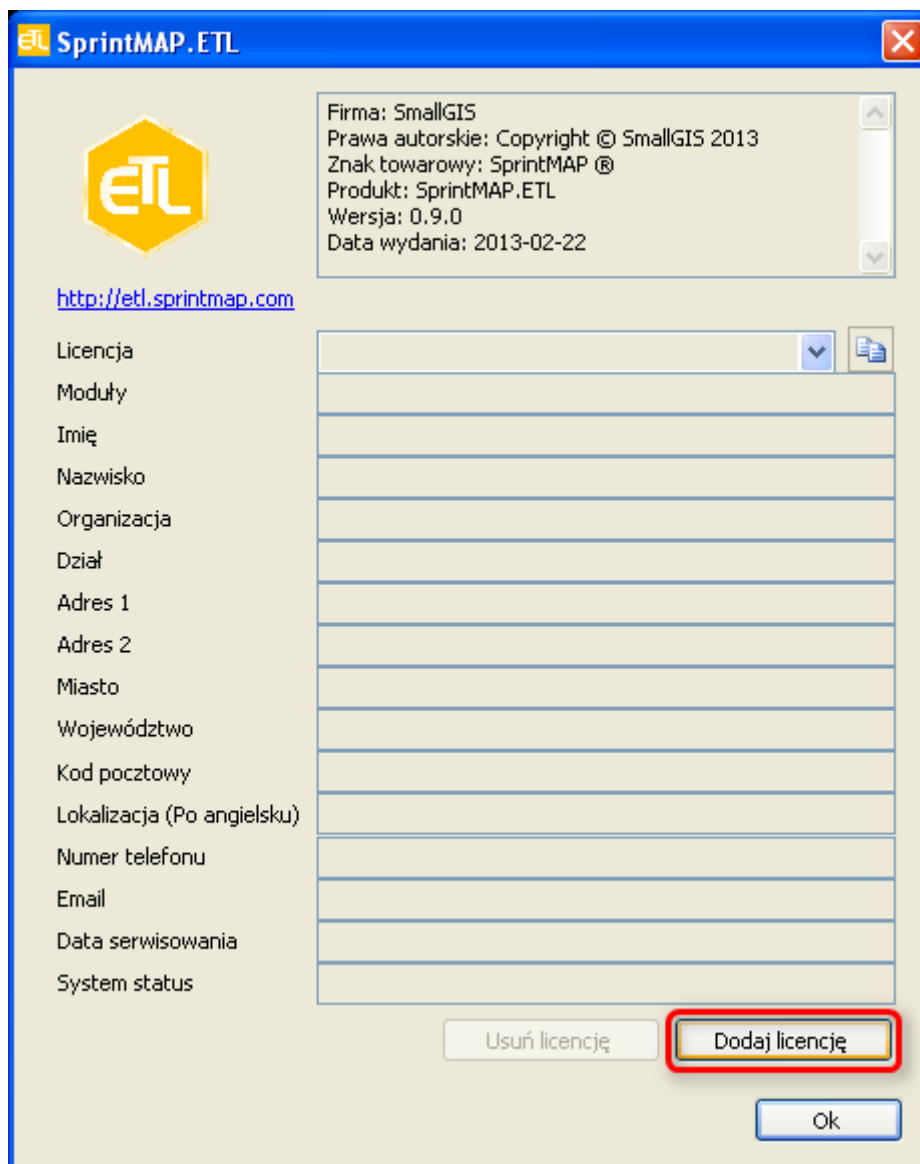 ETL SprintMAP.ETL
ETL
Firma: SmallGIS
Prawa autorskie: Copyright © SmallGIS 2013
Znak towarowy: SprintMAP ®
Produkt: SprintMAP.ETL
Wersja: 0.9.0
Data wydania: 2013-02-22
http://etl.sprintmap.com
Licencja
Moduły
Imię
Nazwisko
Organizacja
Dział
Adres 1
Adres 2
Miasto
Województwo
Kod pocztowy
Lokalizacja (Po angielsku)
Numer telefonu
Email
Data serwisowania
System status
Usuń licencję Dodaj licencję
Ok